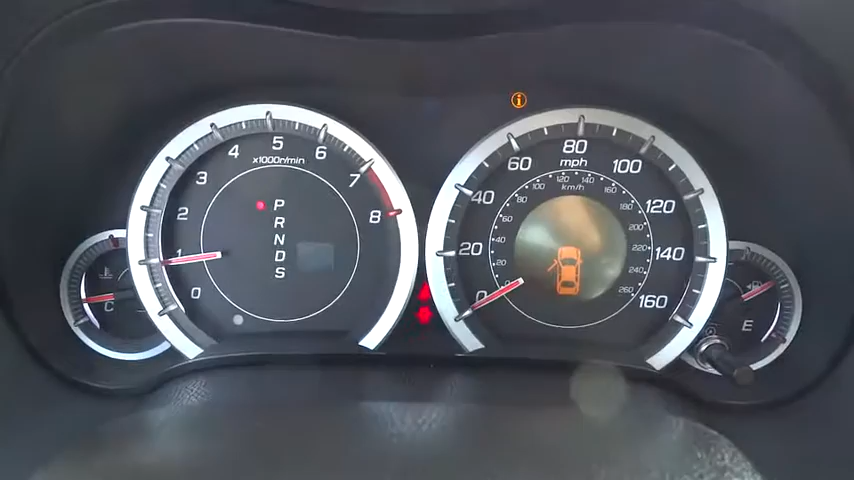 0 1 2 3 4 5 6 7 8
x1000r/min
P
R
N
D
S
C
i
0 20 40 60 80 100 120 140 160
mph
20 40 60 80 100 120 140 160 180 200 220 240 260
km/h
E